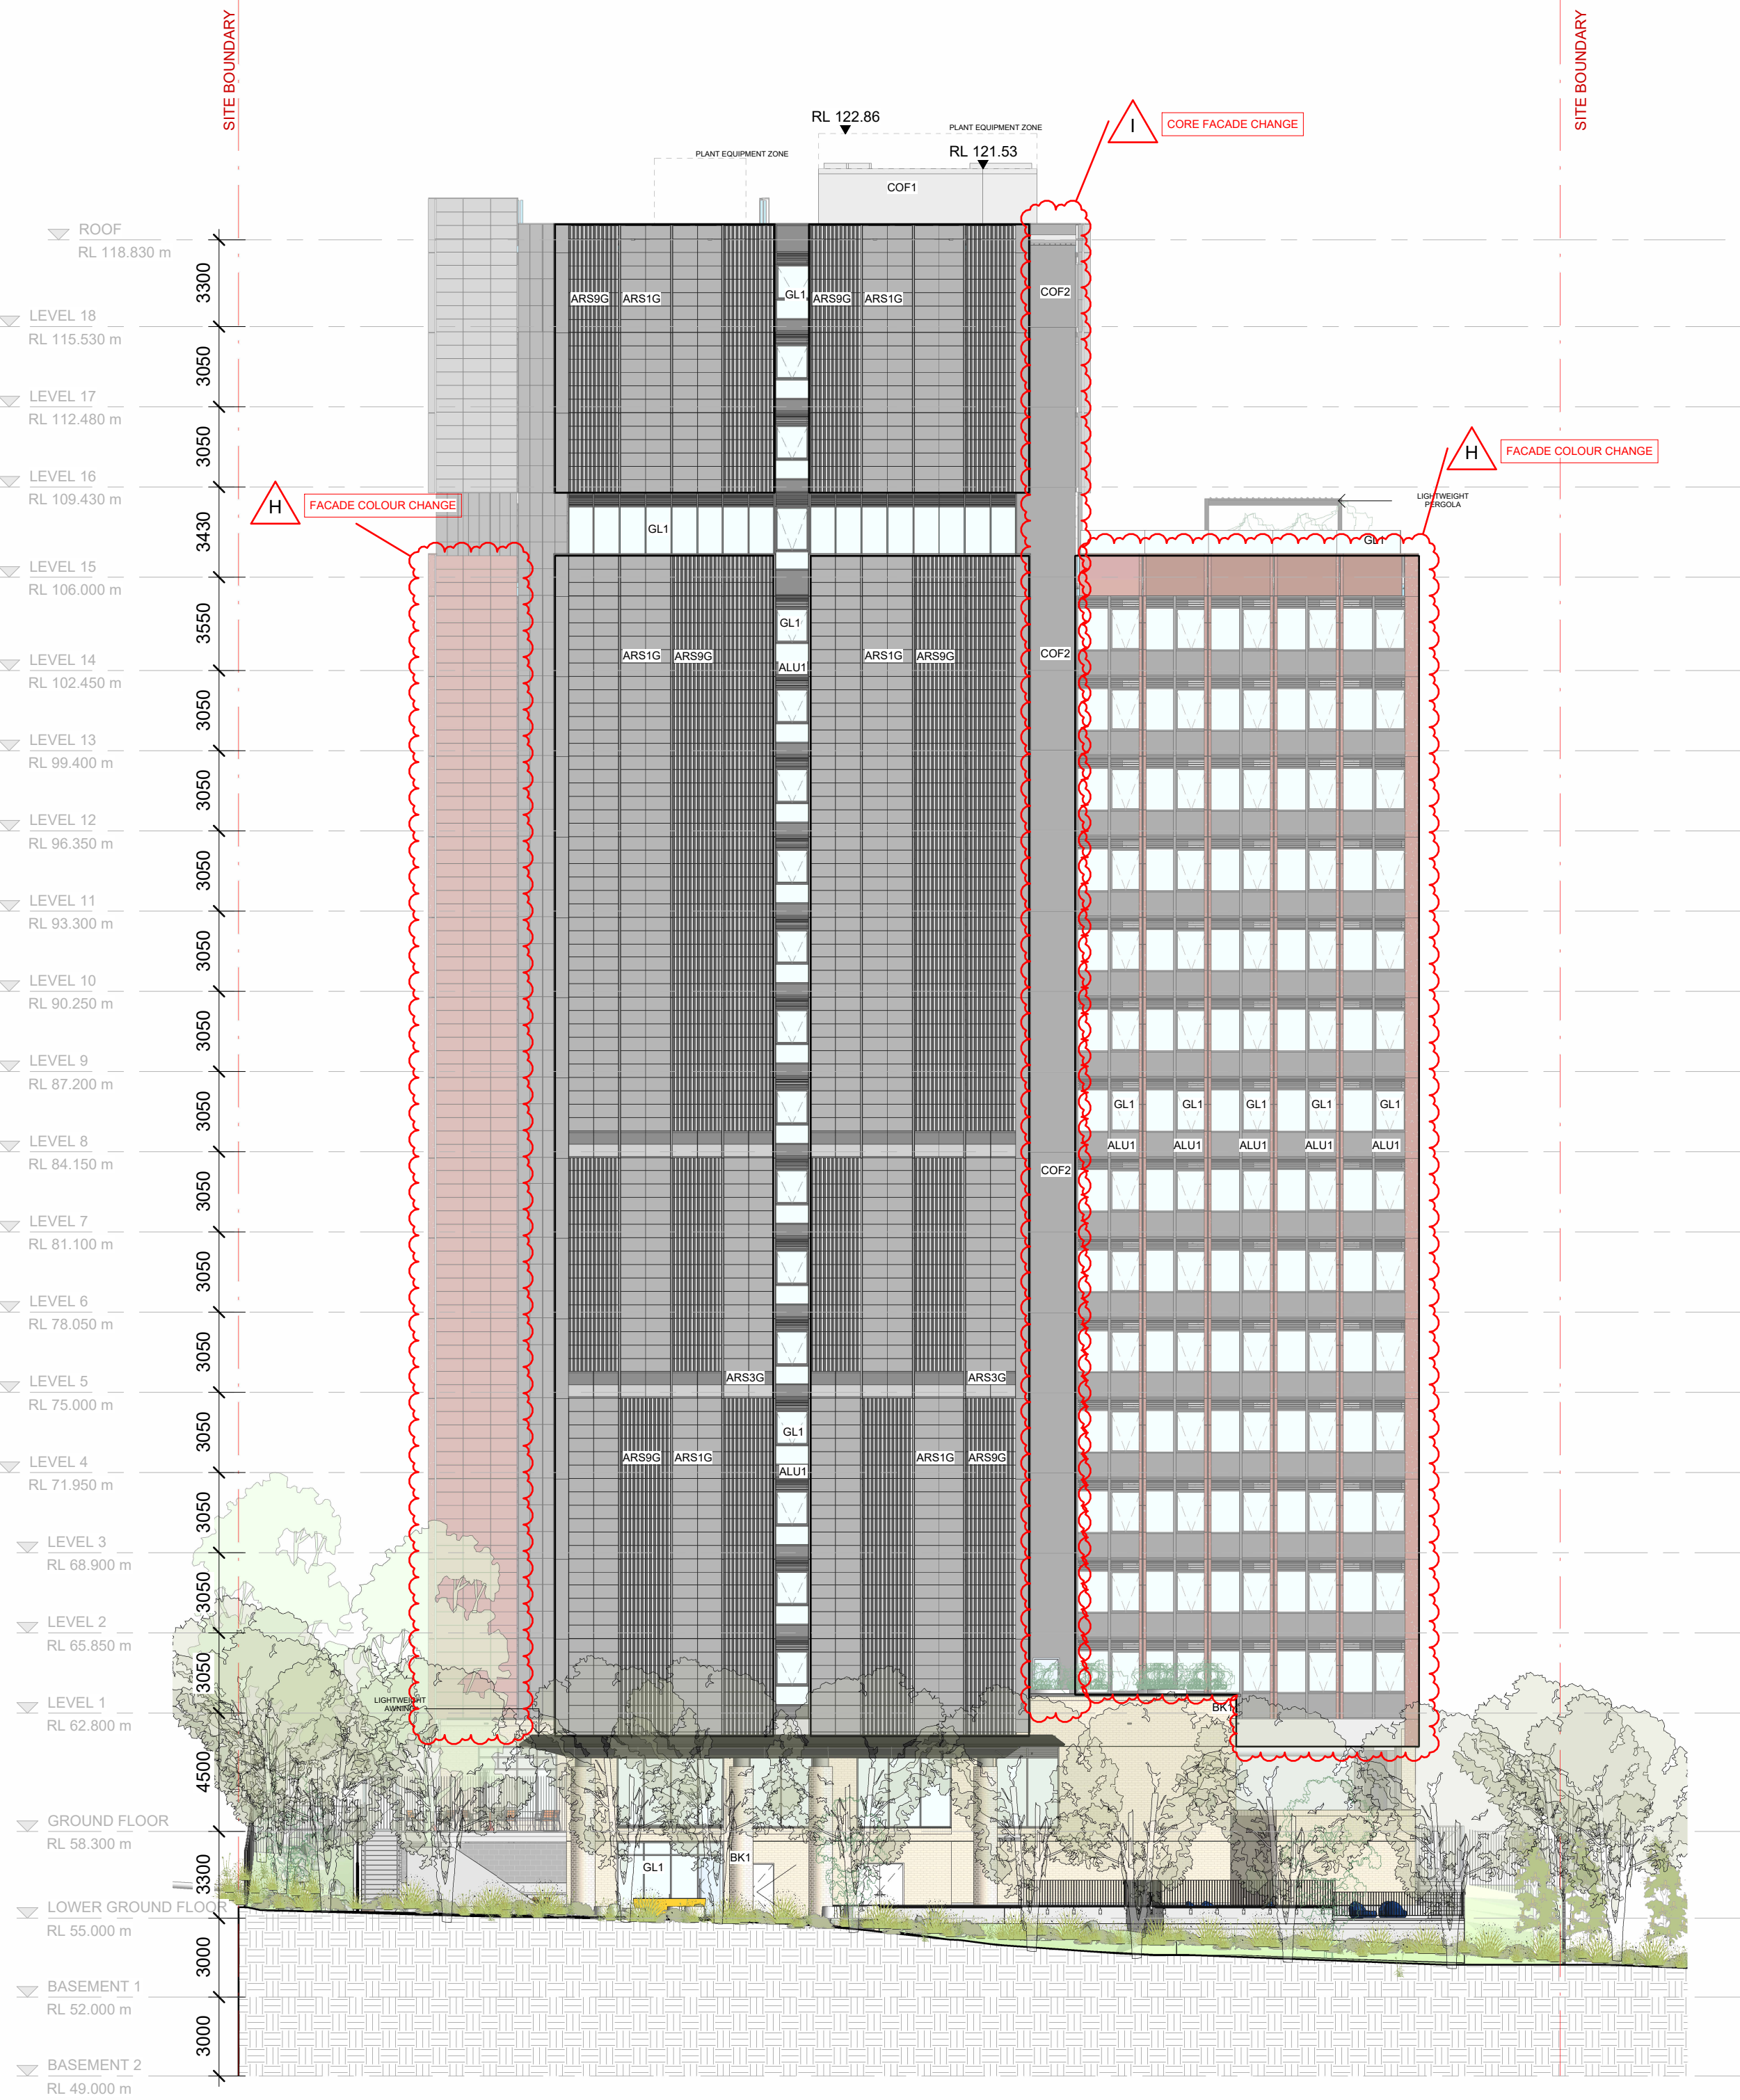 SITE BOUNDARY
SITE BOUNDARY
RL 122.86
PLANT EQUIPMENT ZONE
I
CORE FACADE CHANGE
PLANT EQUIPMENT ZONE
RL 121.53
COF1
ROOF
RL 118.830 m
3300
ARS9G
ARS1G
GL1
ARS9G
ARS1G
COF2
LEVEL 18
RL 115.530 m
3050
LEVEL 17
RL 112.480 m
3050
H
FACADE COLOUR CHANGE
LEVEL 16
RL 109.430 m
H
FACADE COLOUR CHANGE
LIGHTWEIGHT
PERGOLA
3430
GL1
GL1
LEVEL 15
RL 106.000 m
3550
GL1
ARS1G
ARS9G
ALU1
ARS1G
ARS9G
COF2
LEVEL 14
RL 102.450 m
3050
LEVEL 13
RL 99.400 m
3050
LEVEL 12
RL 96.350 m
3050
LEVEL 11
RL 93.300 m
3050
LEVEL 10
RL 90.250 m
3050
LEVEL 9
RL 87.200 m
3050
GL1
GL1
GL1
GL1
GL1
LEVEL 8
RL 84.150 m
ALU1
ALU1
ALU1
ALU1
ALU1
COF2
3050
LEVEL 7
RL 81.100 m
3050
LEVEL 6
RL 78.050 m
3050
ARS3G
ARS3G
LEVEL 5
RL 75.000 m
3050
GL1
ARS9G
ARS1G
ALU1
ARS1G
ARS9G
LEVEL 4
RL 71.950 m
3050
LEVEL 3
RL 68.900 m
3050
LEVEL 2
RL 65.850 m
3050
LIGHTWEIGHT
AWNING
BK1
LEVEL 1
RL 62.800 m
4500
GROUND FLOOR
RL 58.300 m
3300
GL1
BK1
LOWER GROUND FLOOR
RL 55.000 m
3000
BASEMENT 1
RL 52.000 m
3000
BASEMENT 2
RL 49.000 m